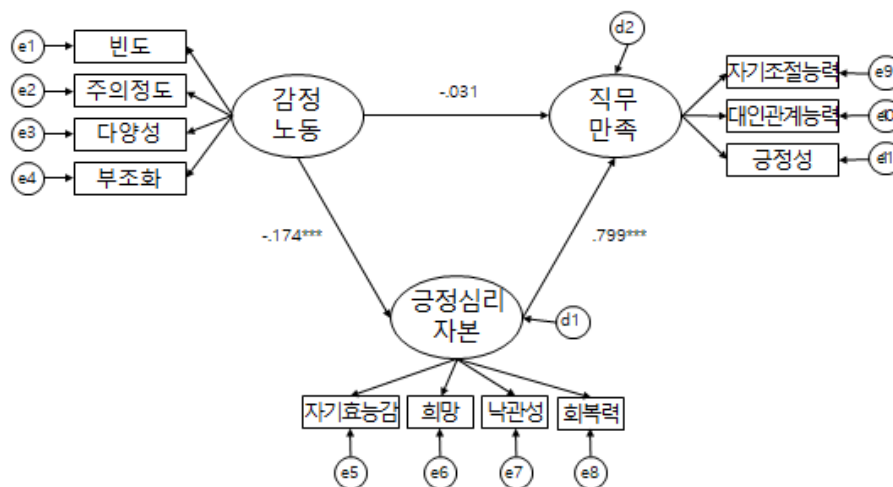 e1
빈도
e2
주의정도
e3
다양성
e4
부조화
감정
노동
-.031
d2
직무
만족
자기조절능력
e9
대인관계능력
긍정성
-.174***
.799***
긍정심리
자본
d1
자기효능감
희망
낙관성
회복력
e5
e6
e7
e8